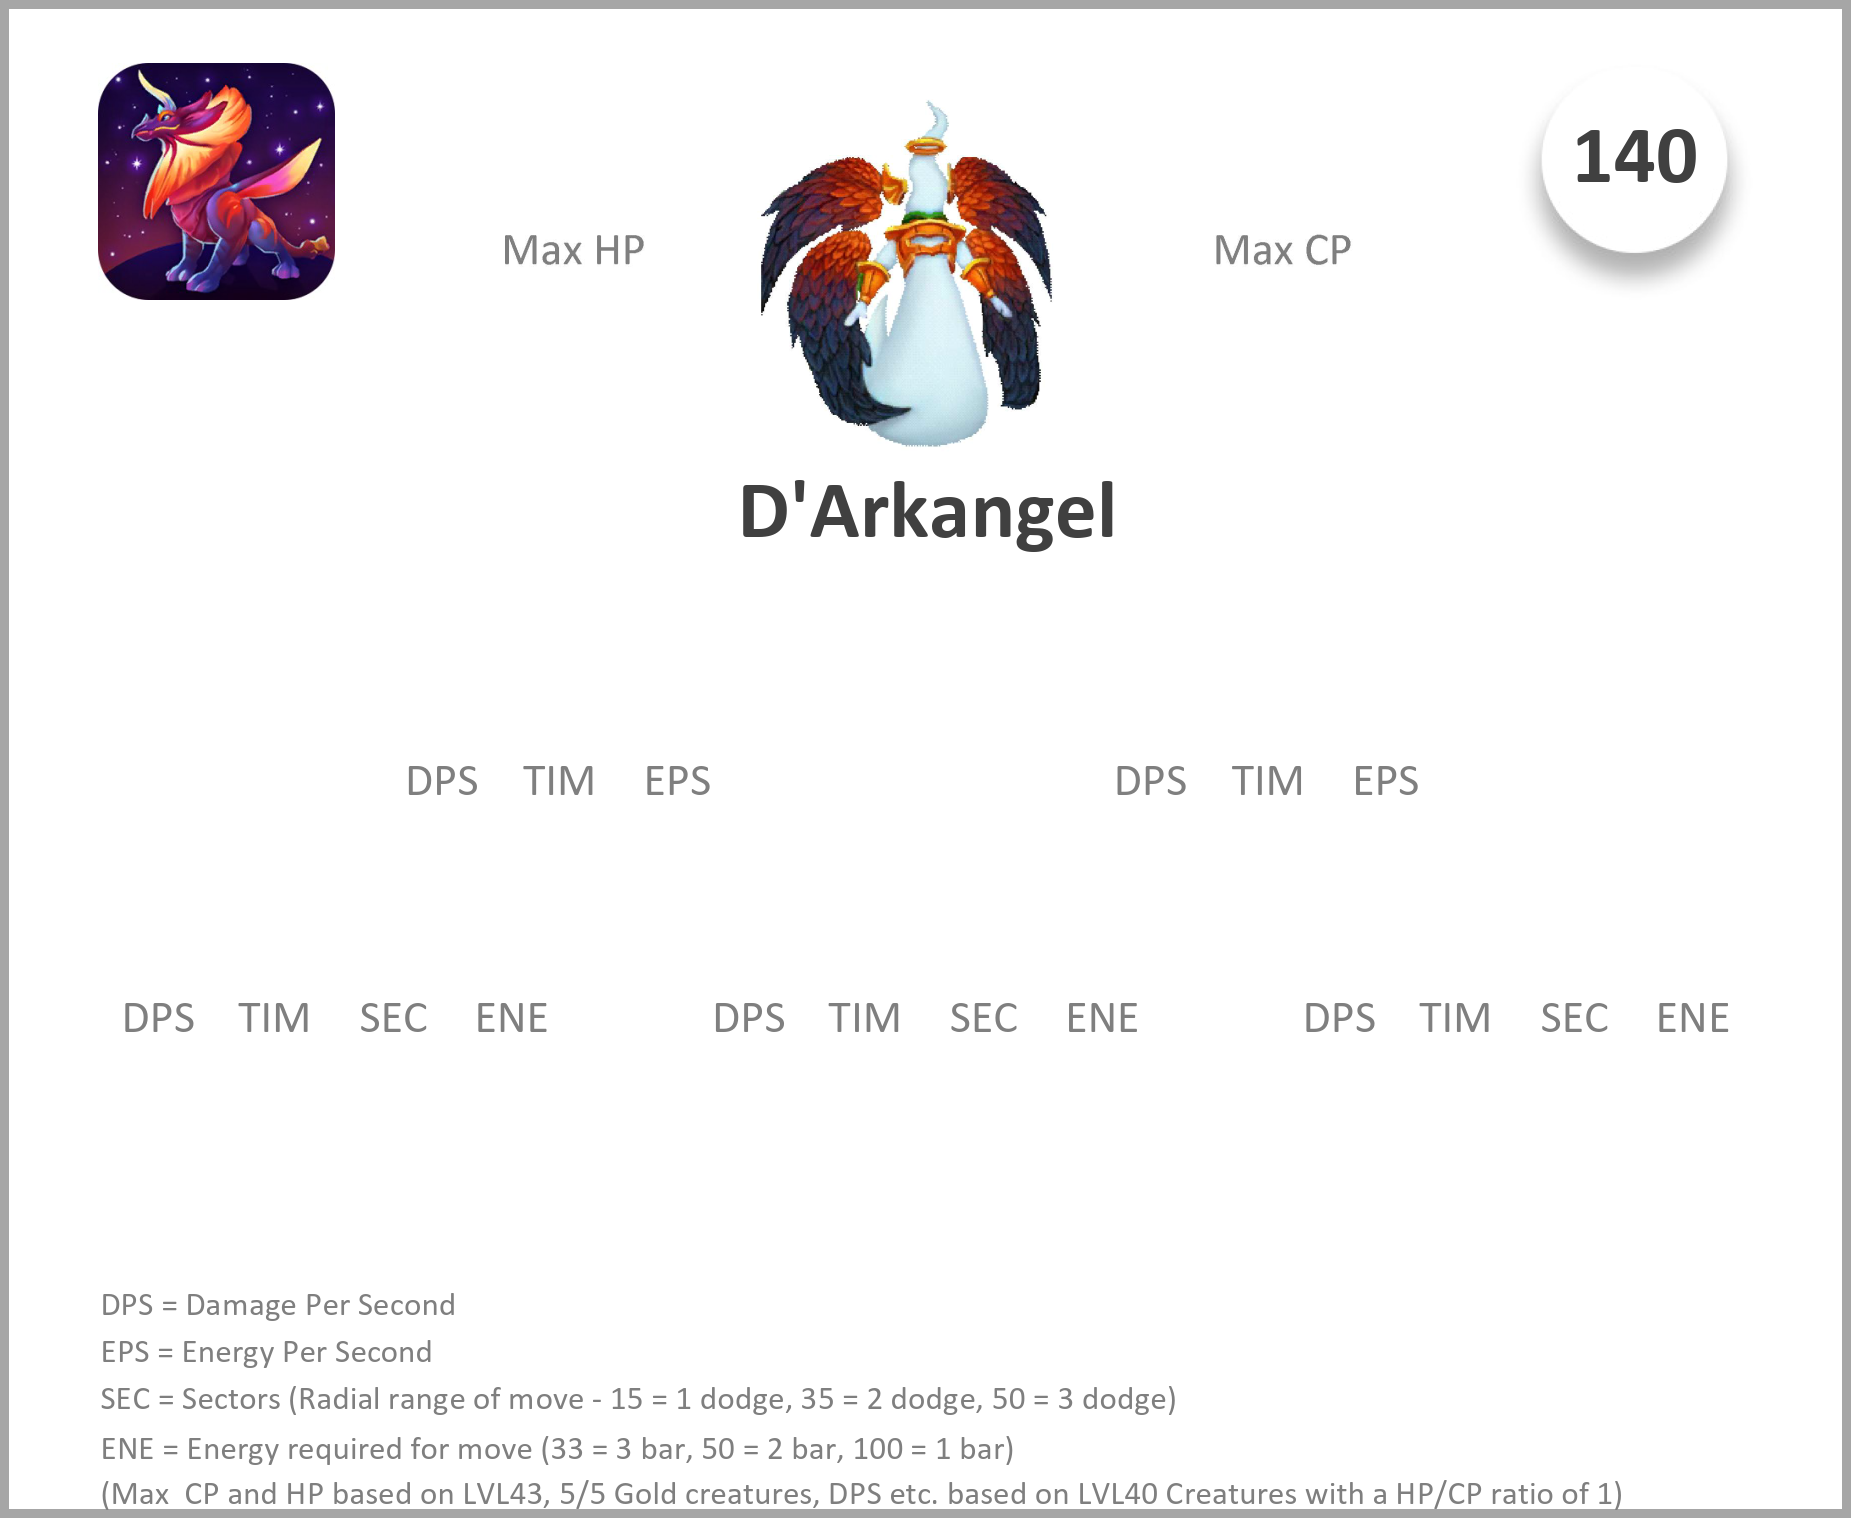 140
Max HP
Max CP
D'Arkangel
DPS TIM EPS
DPS TIM EPS
DPS TIM SEC ENE
DPS TIM SEC ENE
DPS TIM SEC ENE
DPS = Damage Per Second
EPS = Energy Per Second
SEC = Sectors (Radial range of move - 15 = 1 dodge, 35 = 2 dodge, 50 = 3 dodge)
ENE = Energy required for move (33 = 3 bar, 50 = 2 bar, 100 = 1 bar)
(Max  CP and HP based on LVL43, 5/5 Gold creatures, DPS etc. based on LVL40 Creatures with a HP/CP ratio of 1)